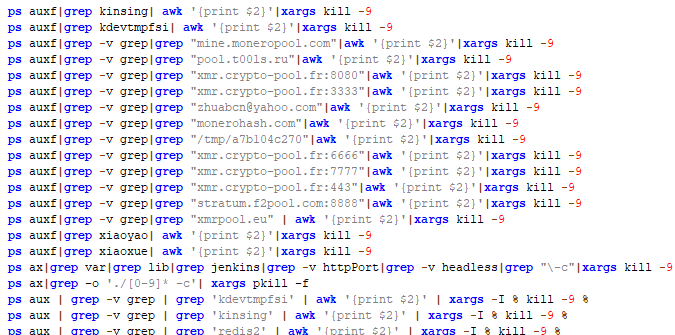 ps auxf|grep kinsing| awk '{print $2}'|xargs kill -9
ps auxf|grep kdevtmpfsi| awk '{print $2}'|xargs kill -9
ps auxf|grep -v grep|grep "mine.moneropool.com"|awk '{print $2}'|xargs kill -9
ps auxf|grep -v grep|grep "pool.t00ls.ru"|awk '{print $2}'|xargs kill -9
ps auxf|grep -v grep|grep "xmr.crypto-pool.fr:8080"|awk '{print $2}'|xargs kill -9
ps auxf|grep -v grep|grep "xmr.crypto-pool.fr:3333"|awk '{print $2}'|xargs kill -9
ps auxf|grep -v grep|grep "zhuabcn@yahoo.com"|awk '{print $2}'|xargs kill -9
ps auxf|grep -v grep|grep "monerohash.com"|awk '{print $2}'|xargs kill -9
ps auxf|grep -v grep|grep "/tmp/a7b104c270"|awk '{print $2}'|xargs kill -9
ps auxf|grep -v grep|grep "xmr.crypto-pool.fr:6666"|awk '{print $2}'|xargs kill -9
ps auxf|grep -v grep|grep "xmr.crypto-pool.fr:7777"|awk '{print $2}'|xargs kill -9
ps auxf|grep -v grep|grep "xmr.crypto-pool.fr:443"|awk '{print $2}'|xargs kill -9
ps auxf|grep -v grep|grep "stratum.f2pool.com:8888"|awk '{print $2}'|xargs kill -9
ps auxf|grep -v grep|grep "xmrpool.eu" | awk '{print $2}'|xargs kill -9
ps auxf|grep xiaoyao| awk '{print $2}'|xargs kill -9
ps auxf|grep xiaoxue| awk '{print $2}'|xargs kill -9
ps ax|grep var|grep lib|grep jenkins|grep -v httpPort|grep -v headless|grep "\-c"|xargs kill -9
ps ax|grep -o './[0-9]* -c'| xargs pkill -f
ps aux | grep -v grep | grep 'kdevtmpfsi' | awk '{print $2}' | xargs -I % kill -9 %
ps aux | grep -v grep | grep 'kinsing' | awk '{print $2}' | xargs -I % kill -9 %
ps aux | grep -v grep | grep 'redis2' | awk '{print $2}' | xargs -I % kill -9 %